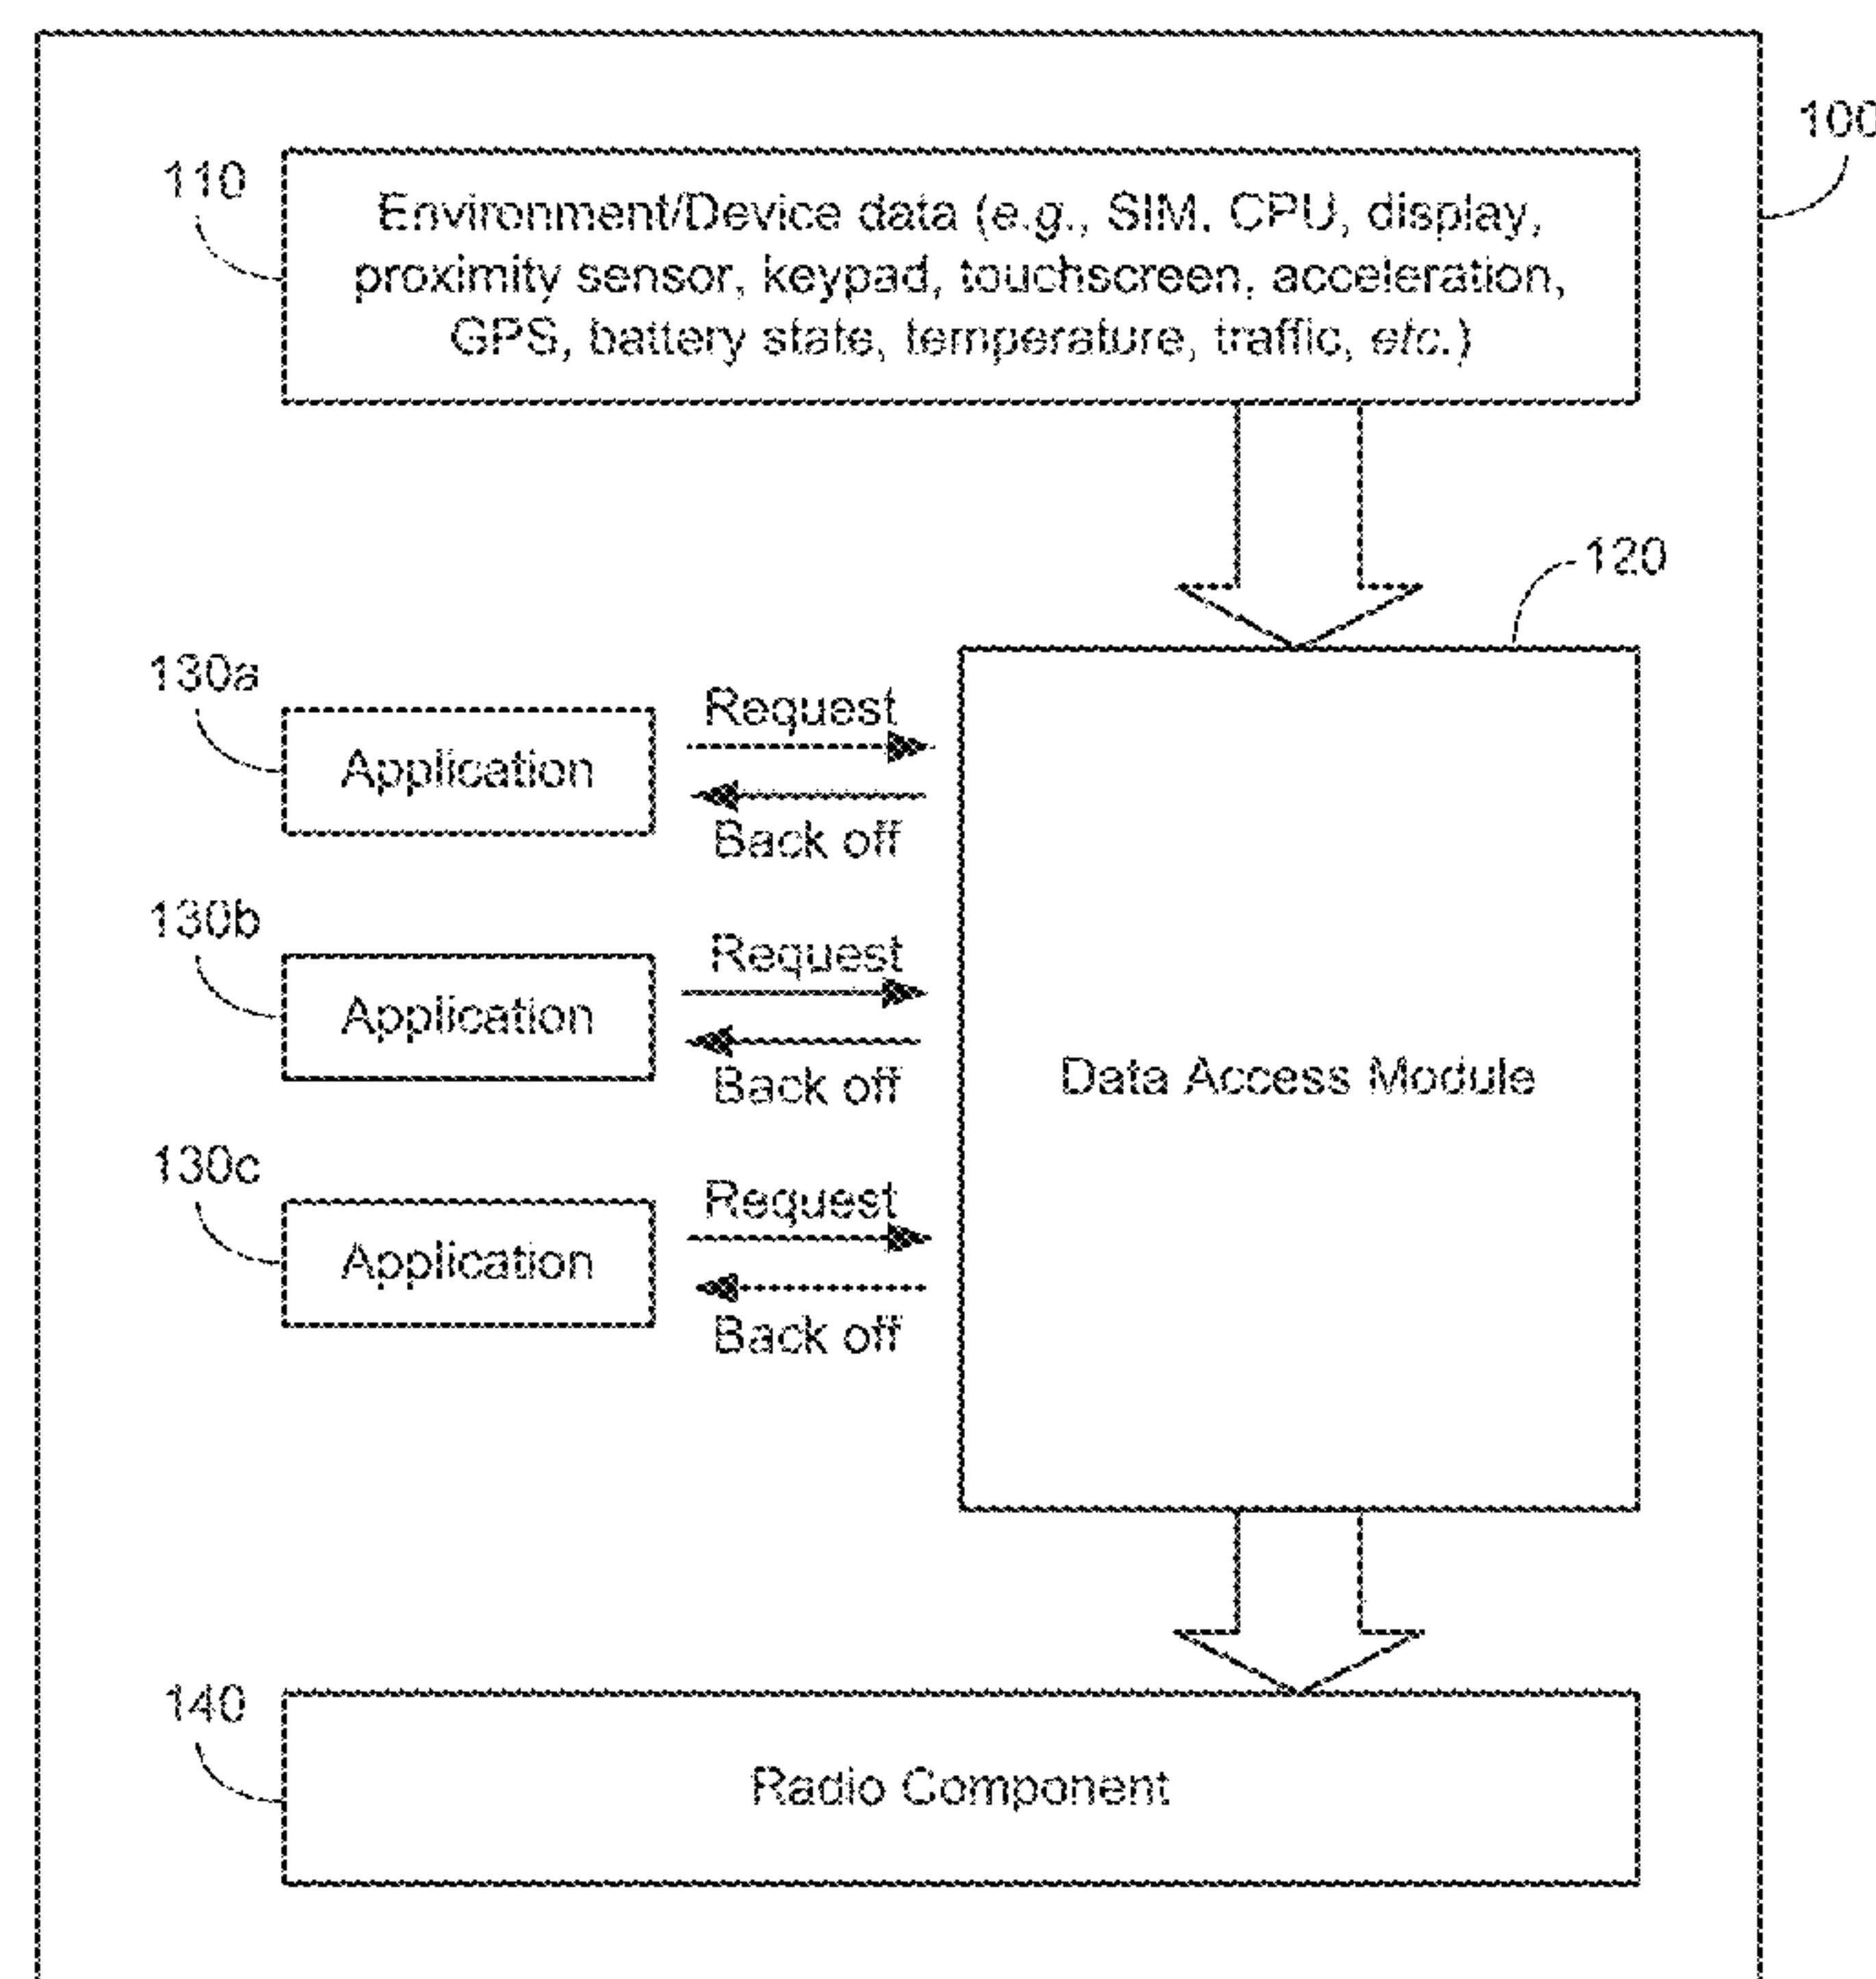 100
110
Environment/Device data (e.g., SIM, CPU, display,
proximity sensor, keypad, touchscreen, acceleration,
GPS, battery state, temperature, traffic, etc.)
120
130a
Application
Request
Back off
130b
Application
Request
Back off
Data Access Module
130c
Application
Request
Back off
140
Radio Component